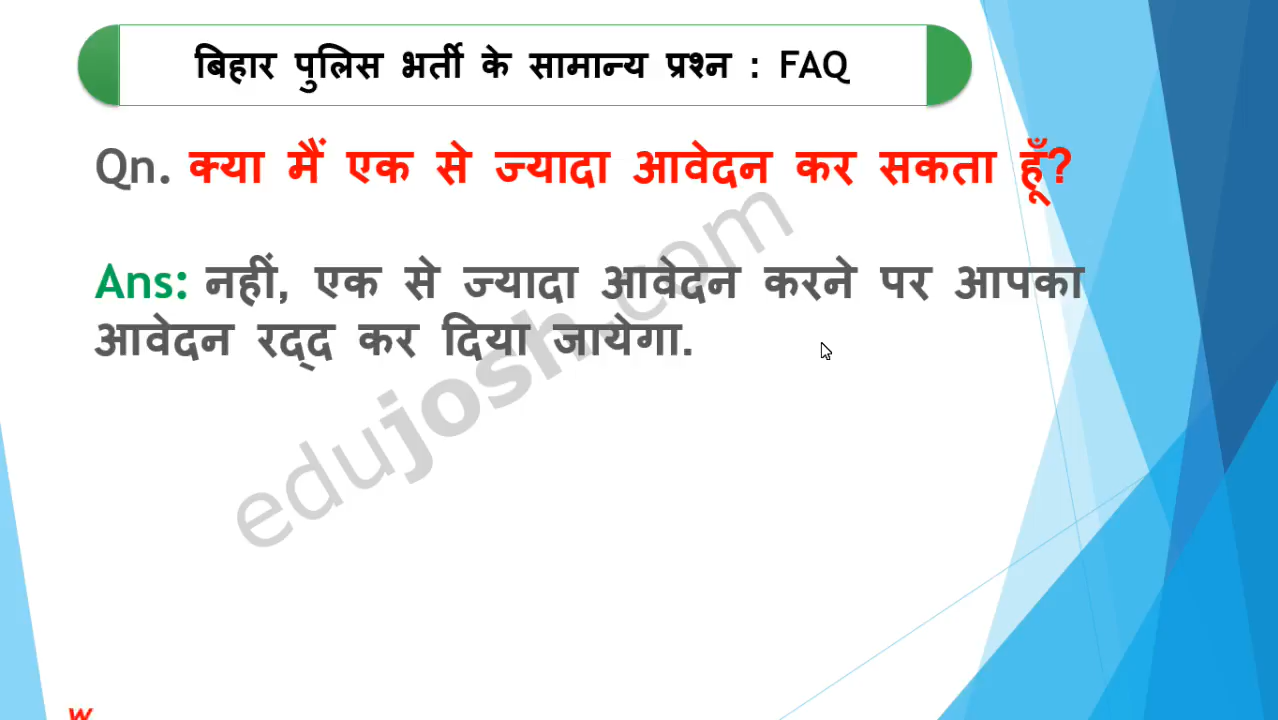 बिहार पुलिस भर्ती के सामान्य प्रश्न : FAQ
Qn. क्या मैं एक से ज्यादा आवेदन कर सकता हूँ?
Ans: नहीं, एक से ज्यादा आवेदन करने पर आपका
आवेदन रद्द कर दिया जायेगा.
edujosh.com
w